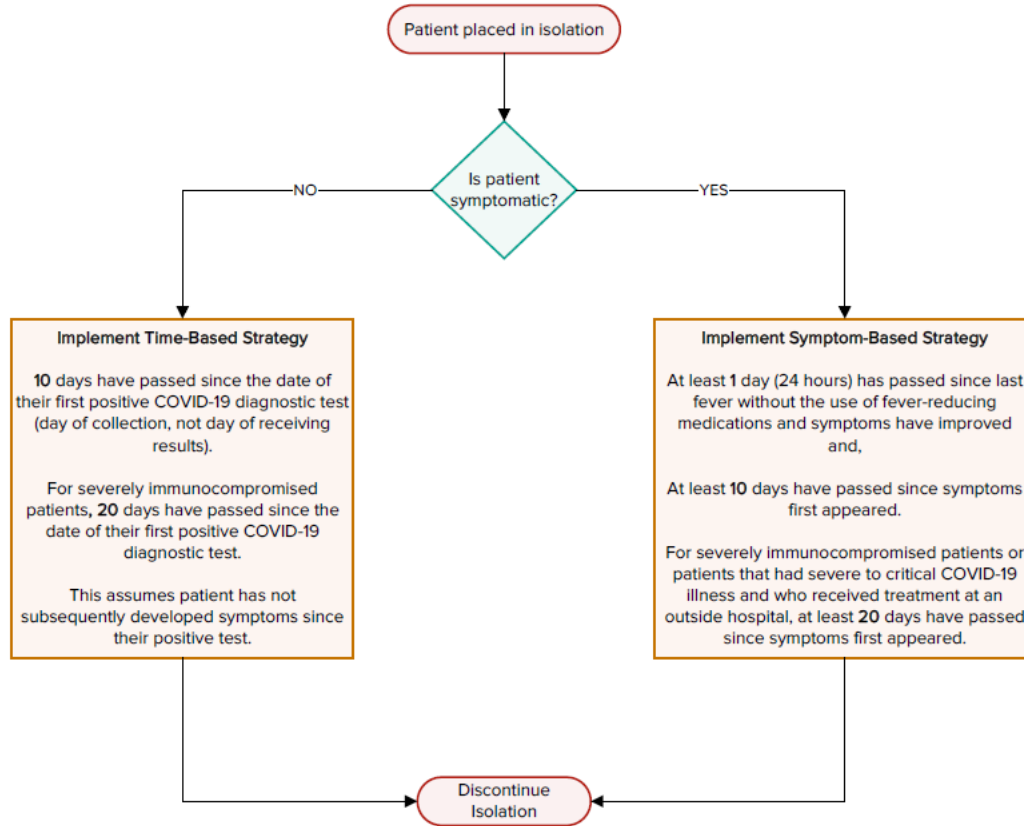 Patient placed in isolation
Is patient
symptomatic?
NO
YES
Implement Time-Based Strategy
10 days have passed since the date of
their first positive COVID-19 diagnostic test
(day of collection, not day of receiving
results).
For severely immunocompromised
patients, 20 days have passed since the
date of their first positive COVID-19
diagnostic test.
This assumes patient has not
subsequently developed symptoms since
their positive test.
Implement Symptom-Based Strategy
At least 1 day (24 hours) has passed since last
fever without the use of fever-reducing
medications and symptoms have improved
and,
At least 10 days have passed since symptoms
first appeared.
For severely immunocompromised patients or
patients that had severe to critical COVID-19
illness and who received treatment at an
outside hospital, at least 20 days have passed
since symptoms first appeared.
Discontinue
Isolation